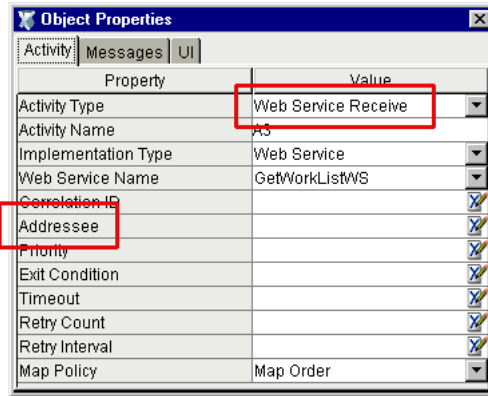 Object Properties
Activity Messages UI
Property Value
Activity Type Web Service Receive
Activity Name A3
Implementation Type Web Service
Web Service Name GetWorkListWS
Correlation ID
Addressee
Priority
Exit Condition
Timeout
Retry Count
Retry Interval
Map Policy Map Order